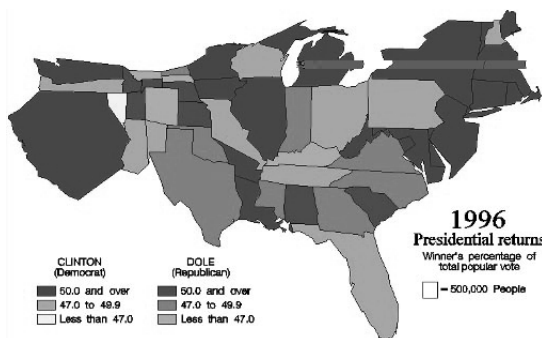 1996
Presidential returns
Winner's percentage of
total popular vote
= 500,000 People
CLINTON
(Democrat)
50.0 and over
47.0 to 49.9
Less than 47.0
DOLE
(Republican)
50.0 and over
47.0 to 49.9
Less than 47.0